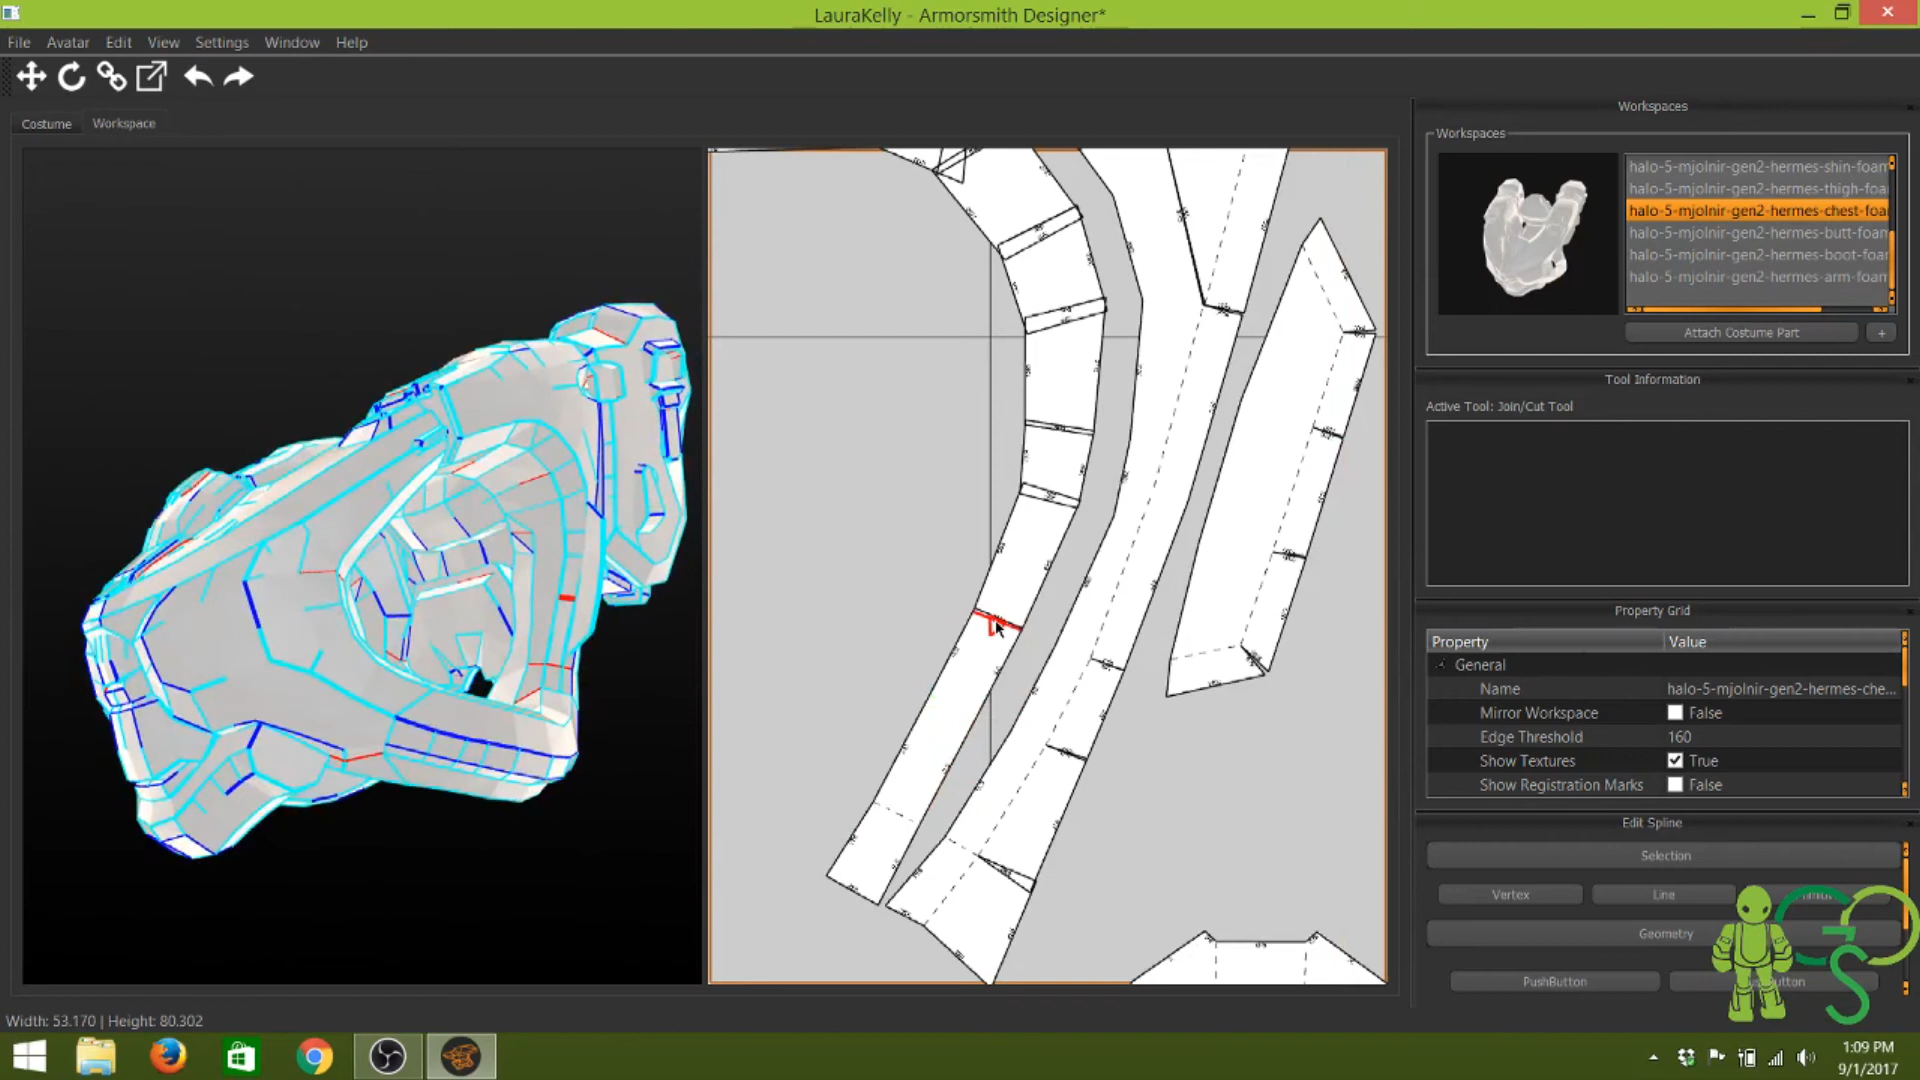 LauraKelly - Armorsmith Designer*
File Avatar Edit View Settings Window Help
Costume Workspace
Workspaces
Workspaces
halo-5-mjolnir-gen2-hermes-shin-foam
halo-5-mjolnir-gen2-hermes-thigh-foa
halo-5-mjolnir-gen2-hermes-chest-foa
halo-5-mjolnir-gen2-hermes-butt-foam
halo-5-mjolnir-gen2-hermes-boot-foam
halo-5-mjolnir-gen2-hermes-arm-foam
Attach Costume Part +
Tool Information
Active Tool: Join/Cut Tool
Property Grid
Property Value
General
Name halo-5-mjolnir-gen2-hermes-che...
Mirror Workspace False
Edge Threshold 160
Show Textures True
Show Registration Marks False
Edit Spline
Selection
Vertex Line
Geometry
PushButton
Width: 53.170 | Height: 80.302
1:09 PM
9/1/2017